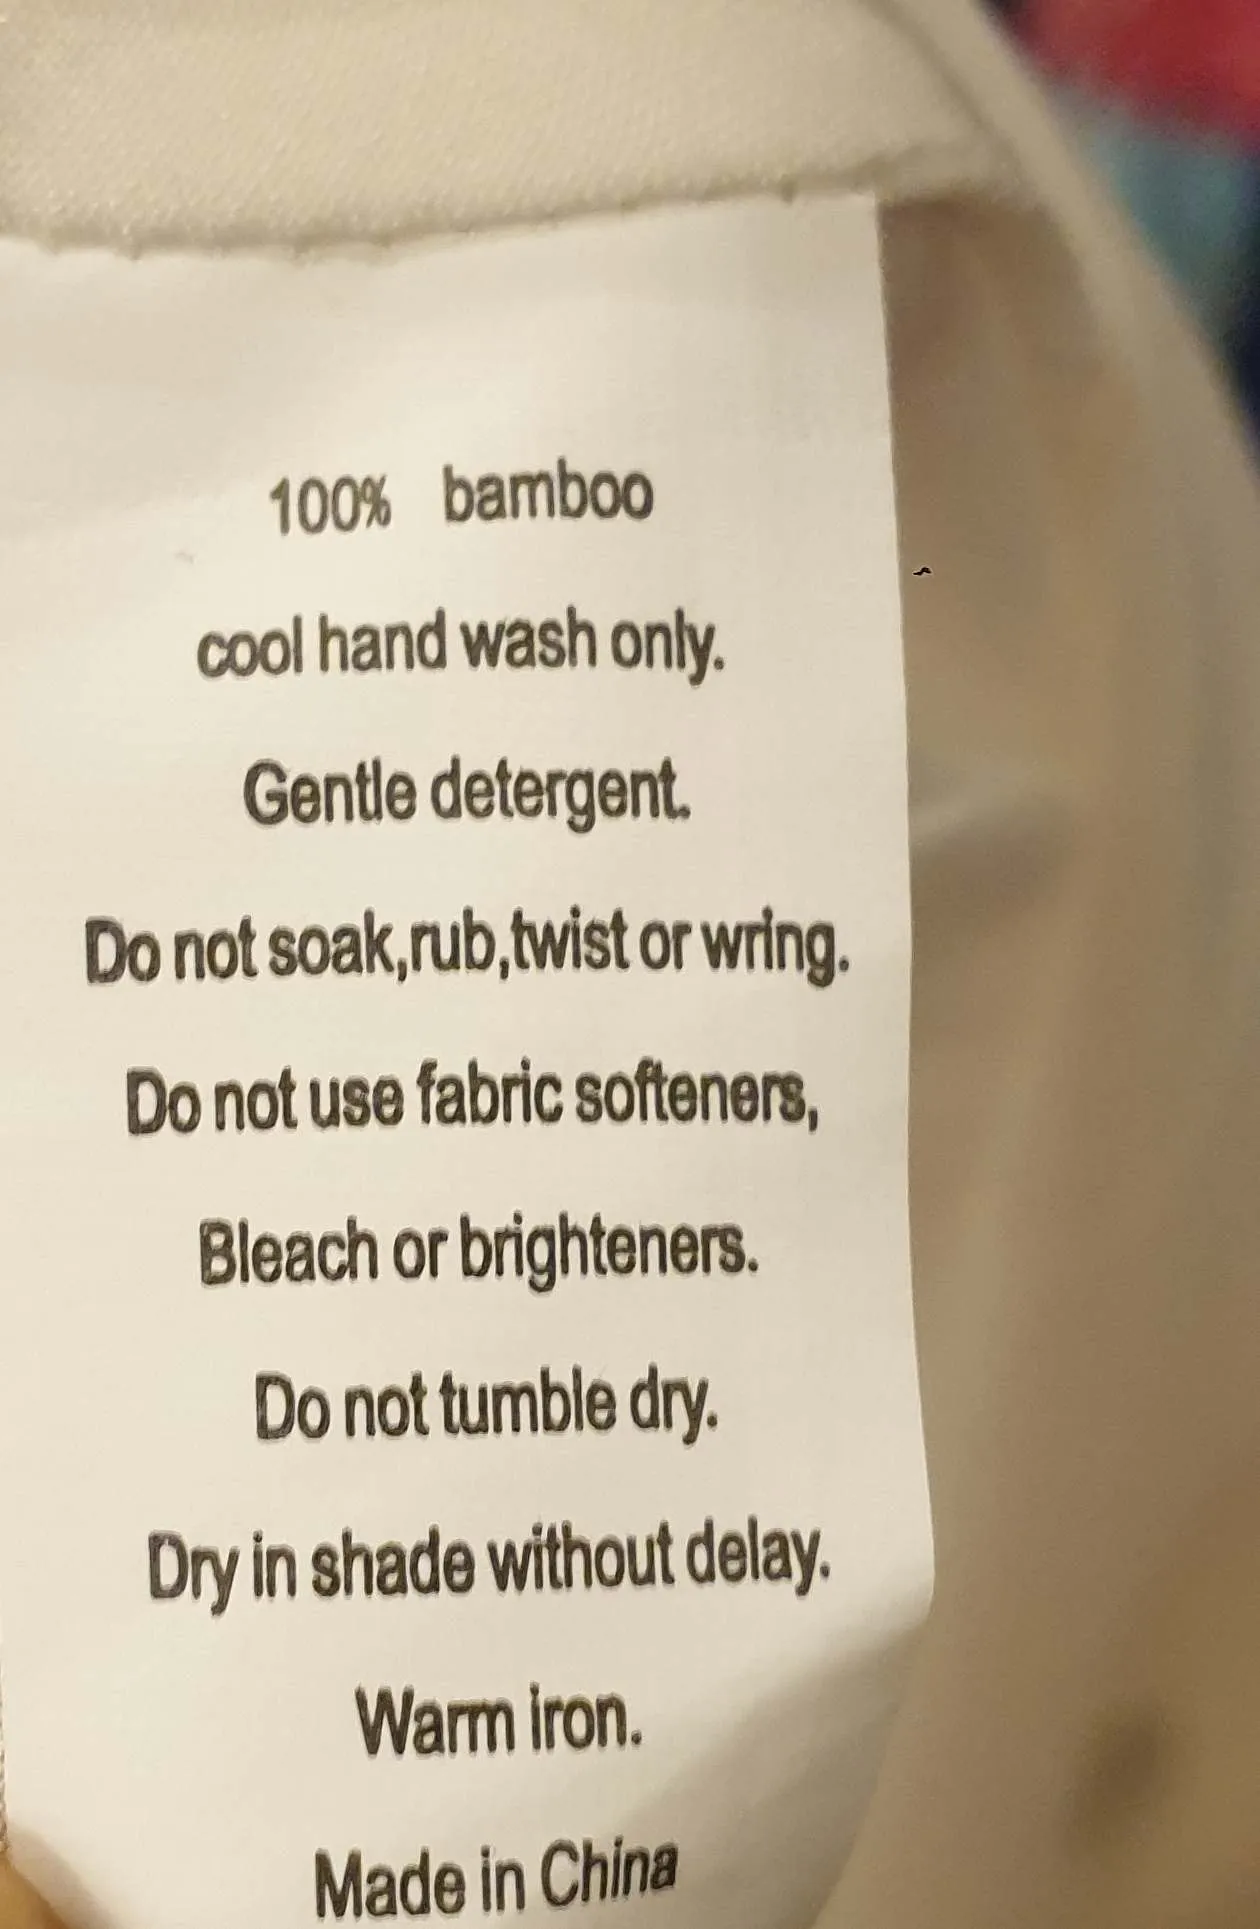 100% bamboo
cool hand wash only.
Gentle detergent.
Do not soak,rub,twist or wring.
Do not use fabric softeners,
Bleach or brighteners.
Do not tumble dry.
Dry in shade without delay.
Warm iron.
Made in China